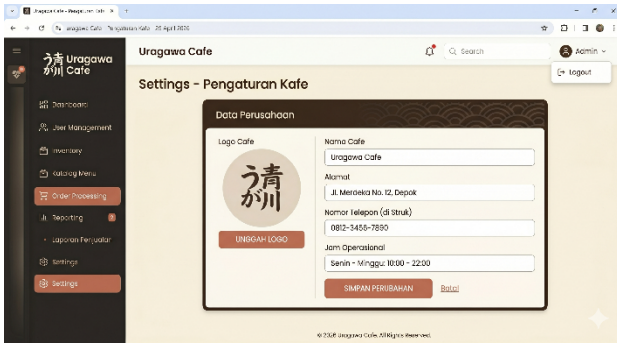 Uragawa Cafe - Pengaturan Kafe
Uragawa Cafe
Search
Admin
Logout
う青
が川
Uragawa
Cafe
Settings - Pengaturan Kafe
Dashboard
User Management
Inventory
Katalog Menu
Order Processing
Reporting
Laporan Penjualan
Settings
Settings
Data Perusahaan
Logo Cafe
う青
が川
UNGGAH LOGO
Nama Cafe
Uragawa Cafe
Alamat
Jl. Merdeka No. 12, Depok
Nomor Telepon (di Struk)
0812-3456-7890
Jam Operasional
Senin - Minggu: 10:00 - 22:00
SIMPAN PERUBAHAN
Batal
© 2026 Uragawa Cafe. All Rights Reserved.